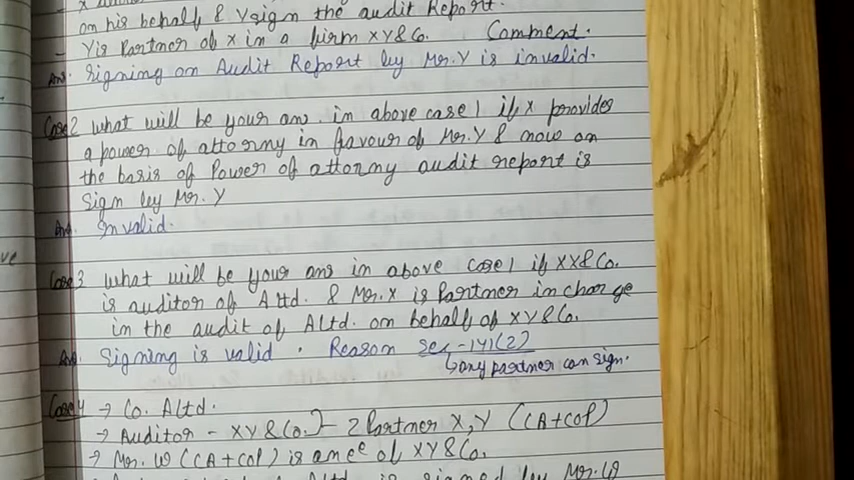 on his behalf & Y sign the audit Report.
- Y is Partner of X in a firm XY & Co. Comment.
Ans. Signing on Audit Report by Mr. Y is invalid.
Case 2 What will be your ans. in above case 1 if X provides
a power of attorny in favour of Mr. Y & now on
the basis of Power of attorny audit report is
Sign by Mr. Y
Ans. Invalid.
ve
Case 3 What will be your ans in above case 1 if XX & Co.
is auditor of A ltd. & Mr. X is Partner in charge
in the audit of A Ltd. on behalf of XY & Co.
Ans. Signing is valid. Reason sec - 141(2)
↳ any partner can sign.
Case 4 → Co. A Ltd.
→ Auditor - XY & Co. ]- 2 Partner X, Y (CA + COP)
→ Mr. W (CA + COP) is an ee of XY & Co.
is signed by Mr. W